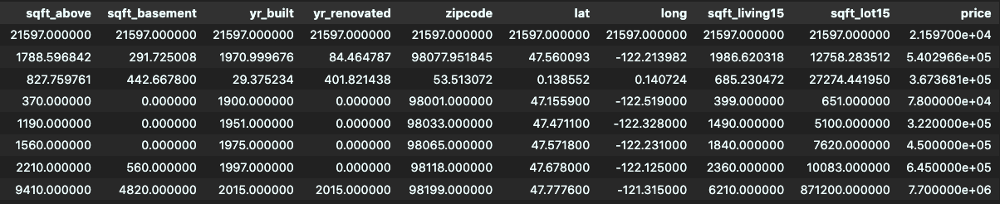 sqft_above sqft_basement yr_built yr_renovated zipcode lat long sqft_living15 sqft_lot15 price
21597.000000 21597.000000 21597.000000 21597.000000 21597.000000 21597.000000 21597.000000 21597.000000 21597.000000 2.159700e+04
1788.596842 291.725008 1970.999676 84.464787 98077.951845 47.560093 -122.213982 1986.620318 12758.283512 5.402966e+05
827.759761 442.667800 29.375234 401.821438 53.513072 0.138552 0.140724 685.230472 27274.441950 3.673681e+05
370.000000 0.000000 1900.000000 0.000000 98001.000000 47.155900 -122.519000 399.000000 651.000000 7.800000e+04
1190.000000 0.000000 1951.000000 0.000000 98033.000000 47.471100 -122.328000 1490.000000 5100.000000 3.220000e+05
1560.000000 0.000000 1975.000000 0.000000 98065.000000 47.571800 -122.231000 1840.000000 7620.000000 4.500000e+05
2210.000000 560.000000 1997.000000 0.000000 98118.000000 47.678000 -122.125000 2360.000000 10083.000000 6.450000e+05
9410.000000 4820.000000 2015.000000 2015.000000 98199.000000 47.777600 -121.315000 6210.000000 871200.000000 7.700000e+06